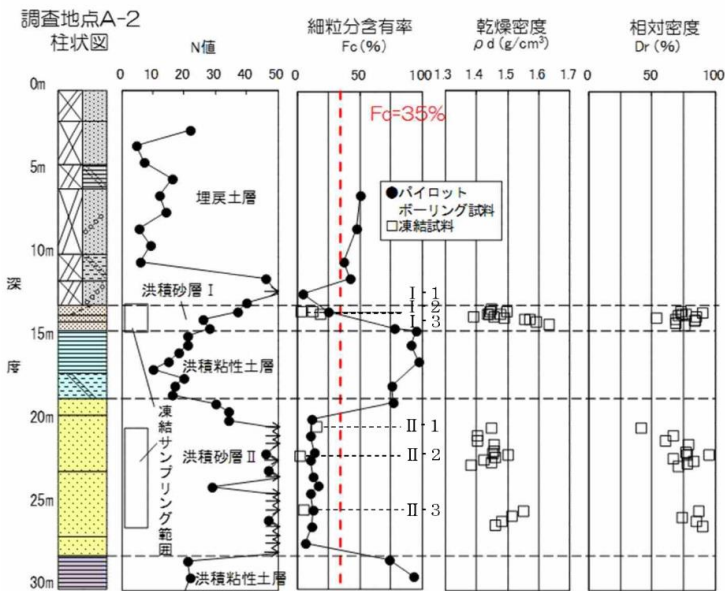 調査地点A-2
柱状図
N値
細粒分含有率
Fc(%)
乾燥密度
ρd(g/cm³)
相対密度
Dr(%)
0 10 20 30 40 50
0 25 50 75 100
1.3 1.4 1.5 1.6 1.7
0 50 100
0m
5m
10m
15m
20m
25m
30m
深
度
Fc=35%
埋戻土層
●パイロット
ボーリング試料
□凍結試料
洪積砂層Ⅰ
Ⅰ-1
Ⅰ-2
Ⅰ-3
洪積粘性土層
凍結サンプリング範囲
洪積砂層Ⅱ
Ⅱ-1
Ⅱ-2
Ⅱ-3
洪積粘性土層